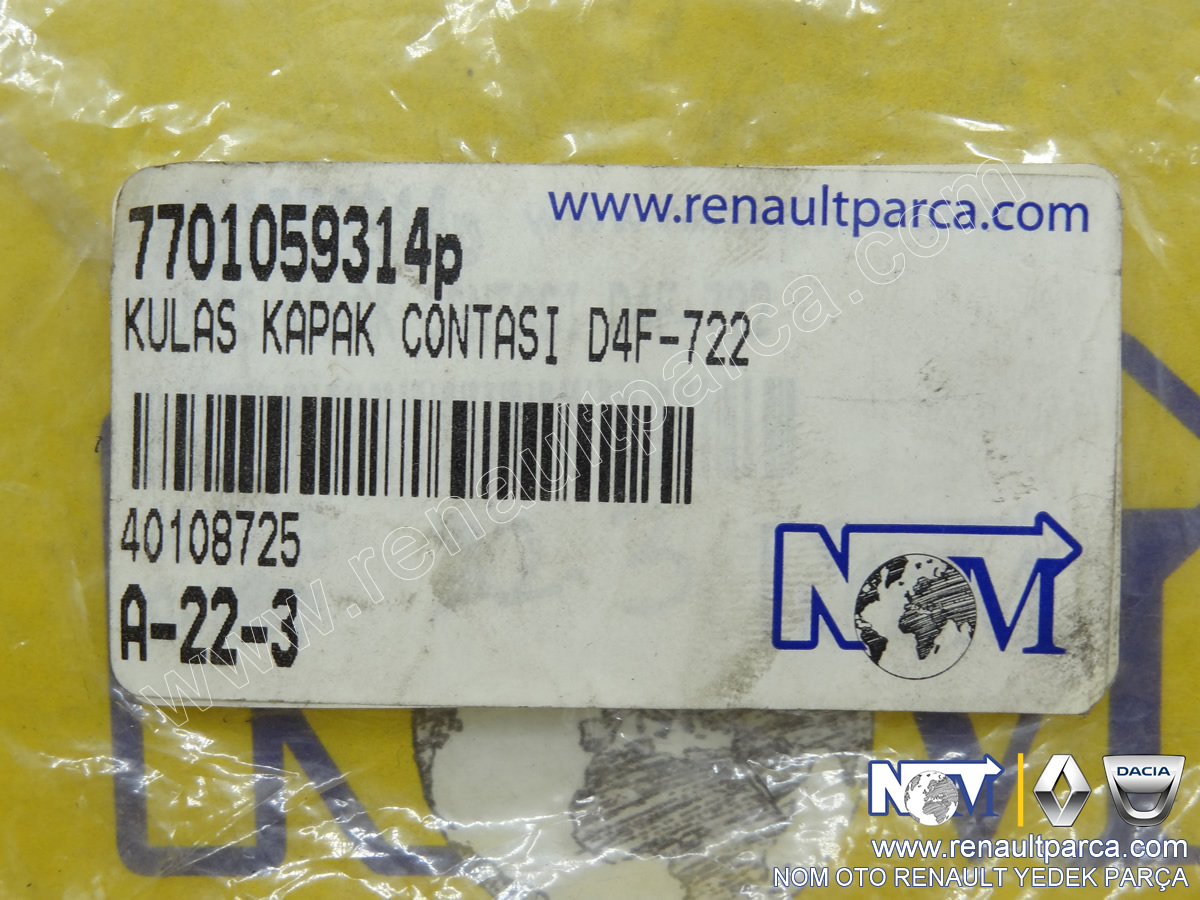 www.renaultparca.com
7701059314p
KULAS KAPAK CONTASI D4F-722
40108725
A-22-3
NOM
www.renaultparca.com
NOM
DACIA
www.renaultparca.com
NOM OTO RENAULT YEDEK PARÇA